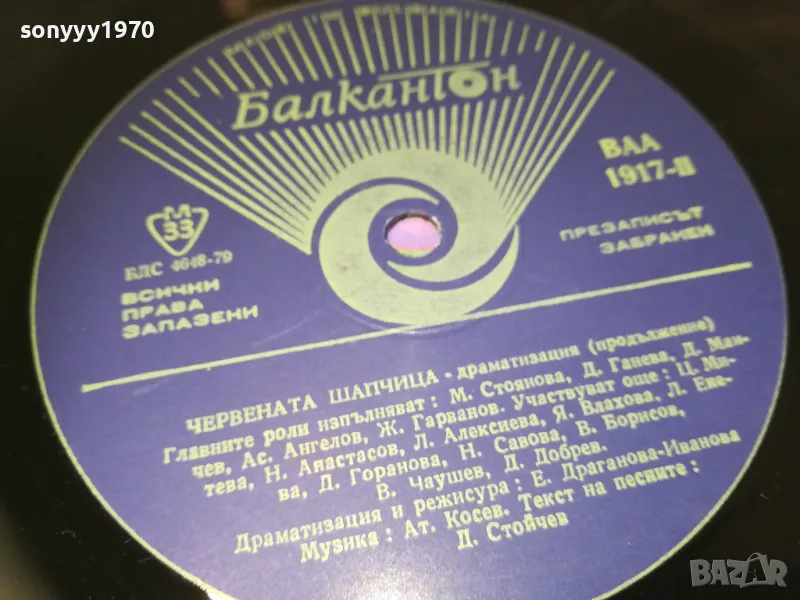 sonyyy1970
Балкантон
ВАА
1917-II
М
33
БДС 4648-79
ВСИЧКИ
ПРАВА
ЗАПАЗЕНИ
ПРЕЗАПИСЪТ
ЗАБРАНЕН
ЧЕРВЕНАТА ШАПЧИЦА - драматизация (продължение)
Главните роли изпълняват: М. Стоянова, Д. Ганева, Д. Ман-
чев, Ас. Ангелов, Ж. Гарванов. Участвуват още: Ц. Ми-
тева, Н. Анастасов, Л. Алексиева, Я. Влахова, Л. Еле-
ва, Д. Горанова, Н. Савова, В. Борисов,
В. Чаушев, Д. Добрев.
Драматизация и режисура: Е. Драганова-Иванова
Музика: Ат. Косев. Текст на песните:
Д. Стойчев
BAZAR